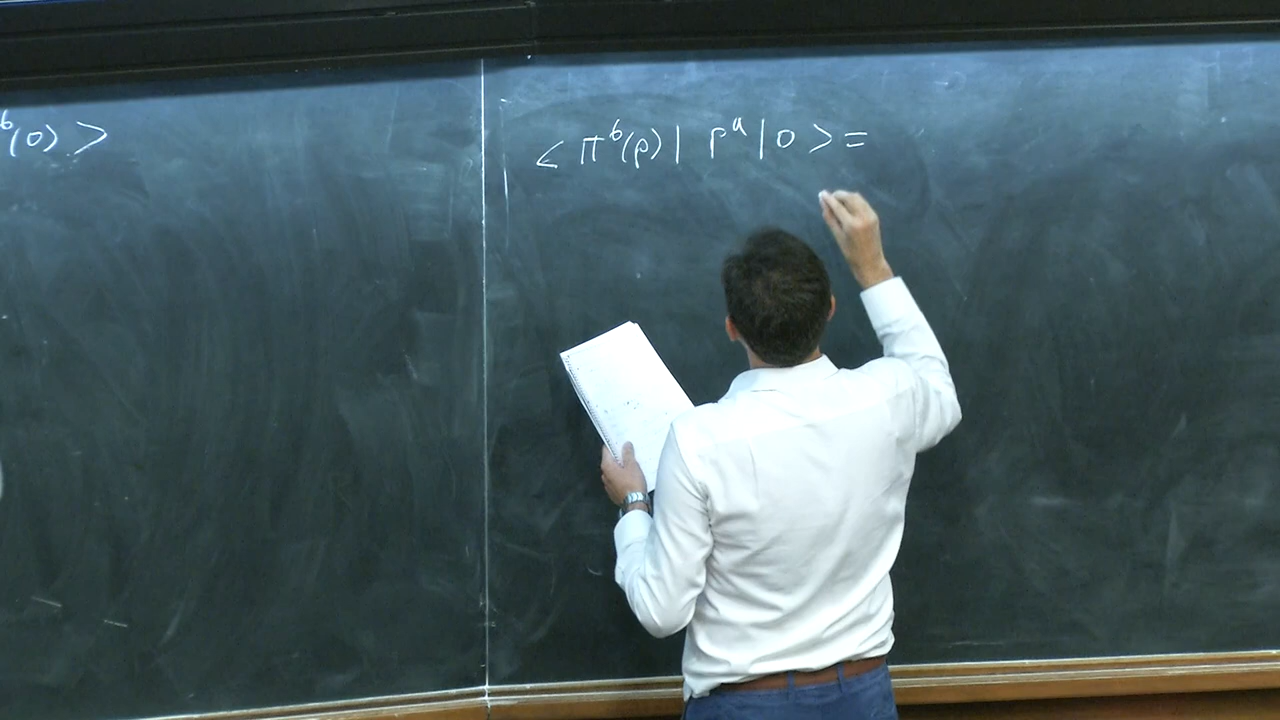 b(0) >
< π^b(p) | P^a | 0 > =